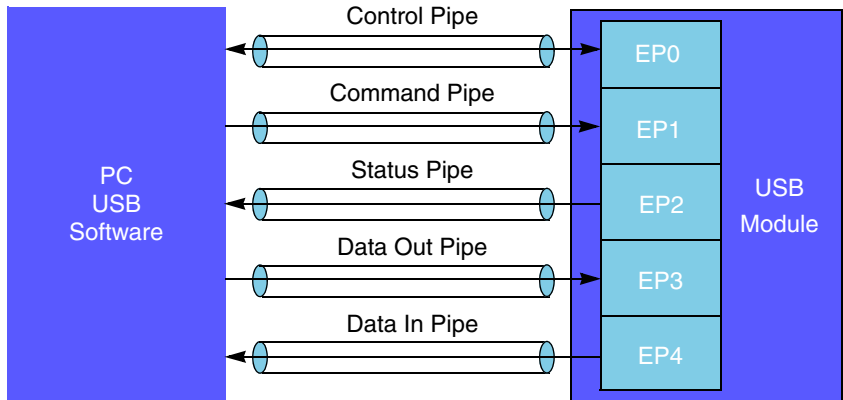 Control Pipe
EP0
Command Pipe
EP1
PC
USB
Software
Status Pipe
EP2
USB
Module
Data Out Pipe
EP3
Data In Pipe
EP4